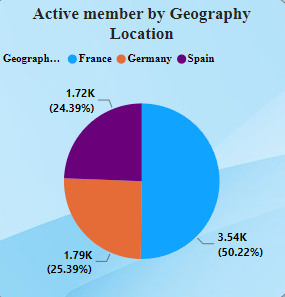 Active member by Geography
Location
Geograph... France Germany Spain
1.72K
(24.39%)
3.54K
(50.22%)
1.79K
(25.39%)